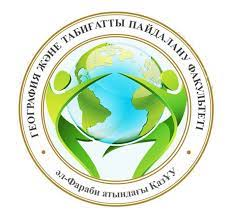 ГЕОГРАФИЯ ЖӘНЕ ТАБИҒАТТЫ ПАЙДАЛАНУ ФАКУЛЬТЕТІ
әл-Фараби атындағы ҚазҰУ